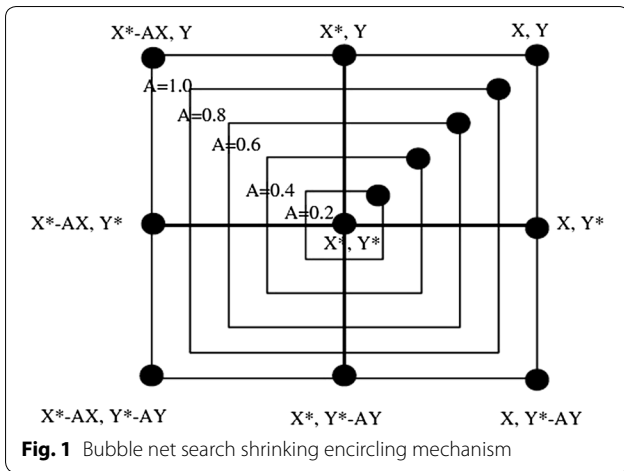 X*-AX, Y
X*, Y
X, Y
A=1.0
A=0.8
A=0.6
A=0.4
A=0.2
X*-AX, Y*
X*, Y*
X, Y*
X*-AX, Y*-AY
X*, Y*-AY
X, Y*-AY
Fig. 1 Bubble net search shrinking encircling mechanism